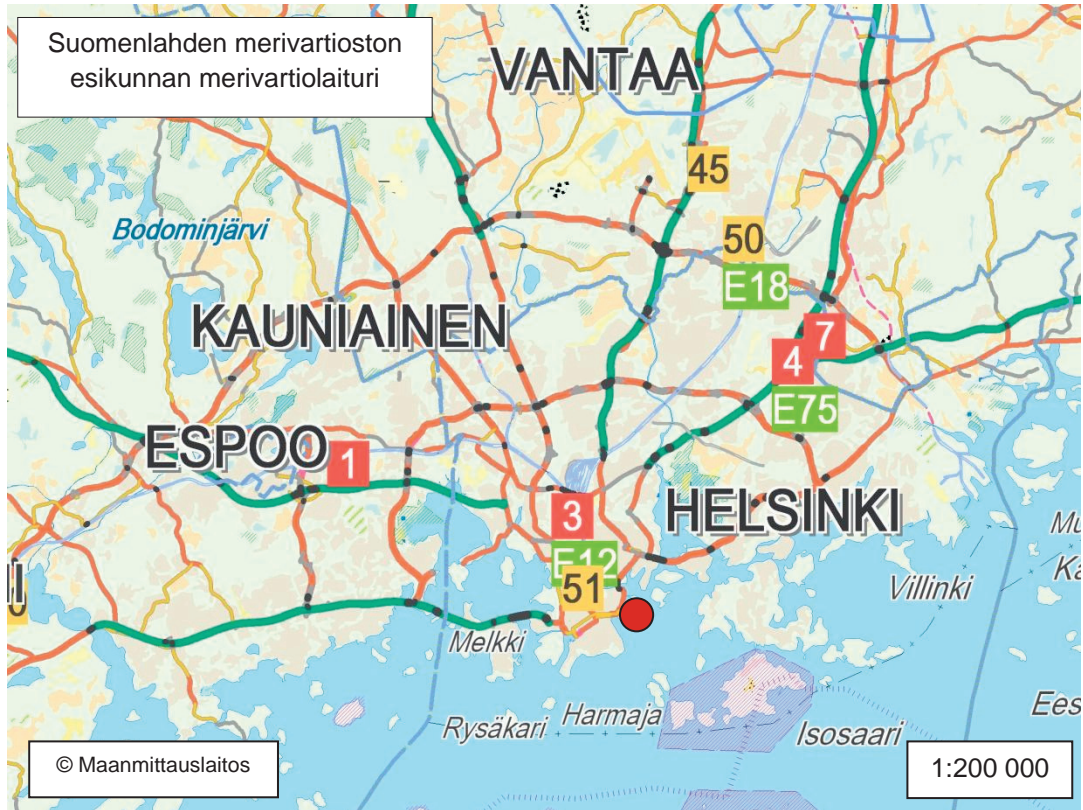 Suomenlahden merivartioston
esikunnan merivartiolaituri
VANTAA
45
Bodominjärvi
50
E18
KAUNIAINEN
7
4
E75
ESPOO
1
3
HELSINKI
E12
51
Villinki
Melkki
Rysäkari
Harmaja
Isosaari
Ees
© Maanmittauslaitos
1:200 000